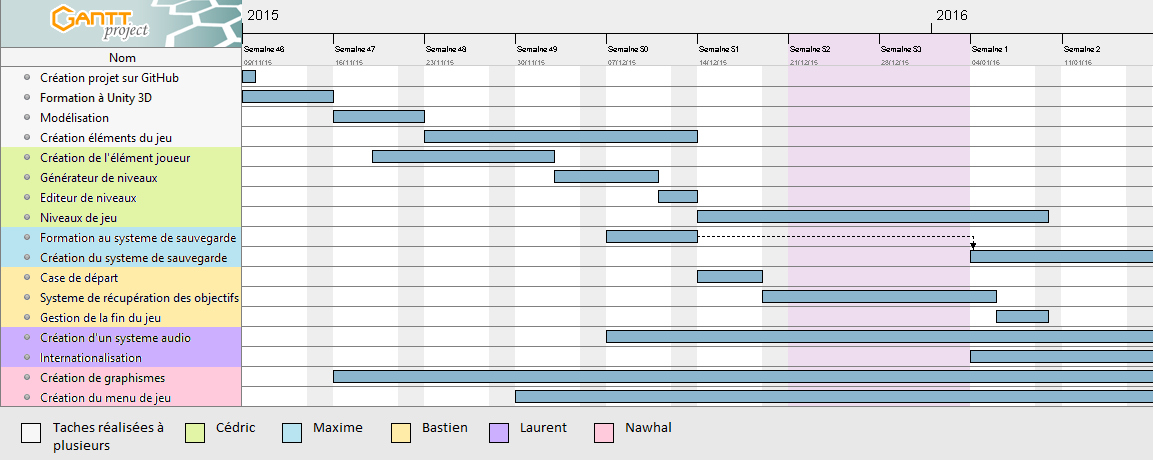 GANTT
project
2015
2016
Semaine 46
Semaine 47
Semaine 48
Semaine 49
Semaine 50
Semaine 51
Semaine 52
Semaine 53
Semaine 1
Semaine 2
Nom
09/11/15
16/11/15
23/11/15
30/11/15
07/12/15
14/12/15
21/12/15
28/12/15
04/01/16
11/01/16
Création projet sur GitHub
Formation à Unity 3D
Modélisation
Création éléments du jeu
Création de l'élément joueur
Générateur de niveaux
Editeur de niveaux
Niveaux de jeu
Formation au systeme de sauvegarde
Création du systeme de sauvegarde
Case de départ
Systeme de récupération des objectifs
Gestion de la fin du jeu
Création d'un systeme audio
Internationalisation
Création de graphismes
Création du menu de jeu
Taches réalisées à
plusieurs
Cédric
Maxime
Bastien
Laurent
Nawhal